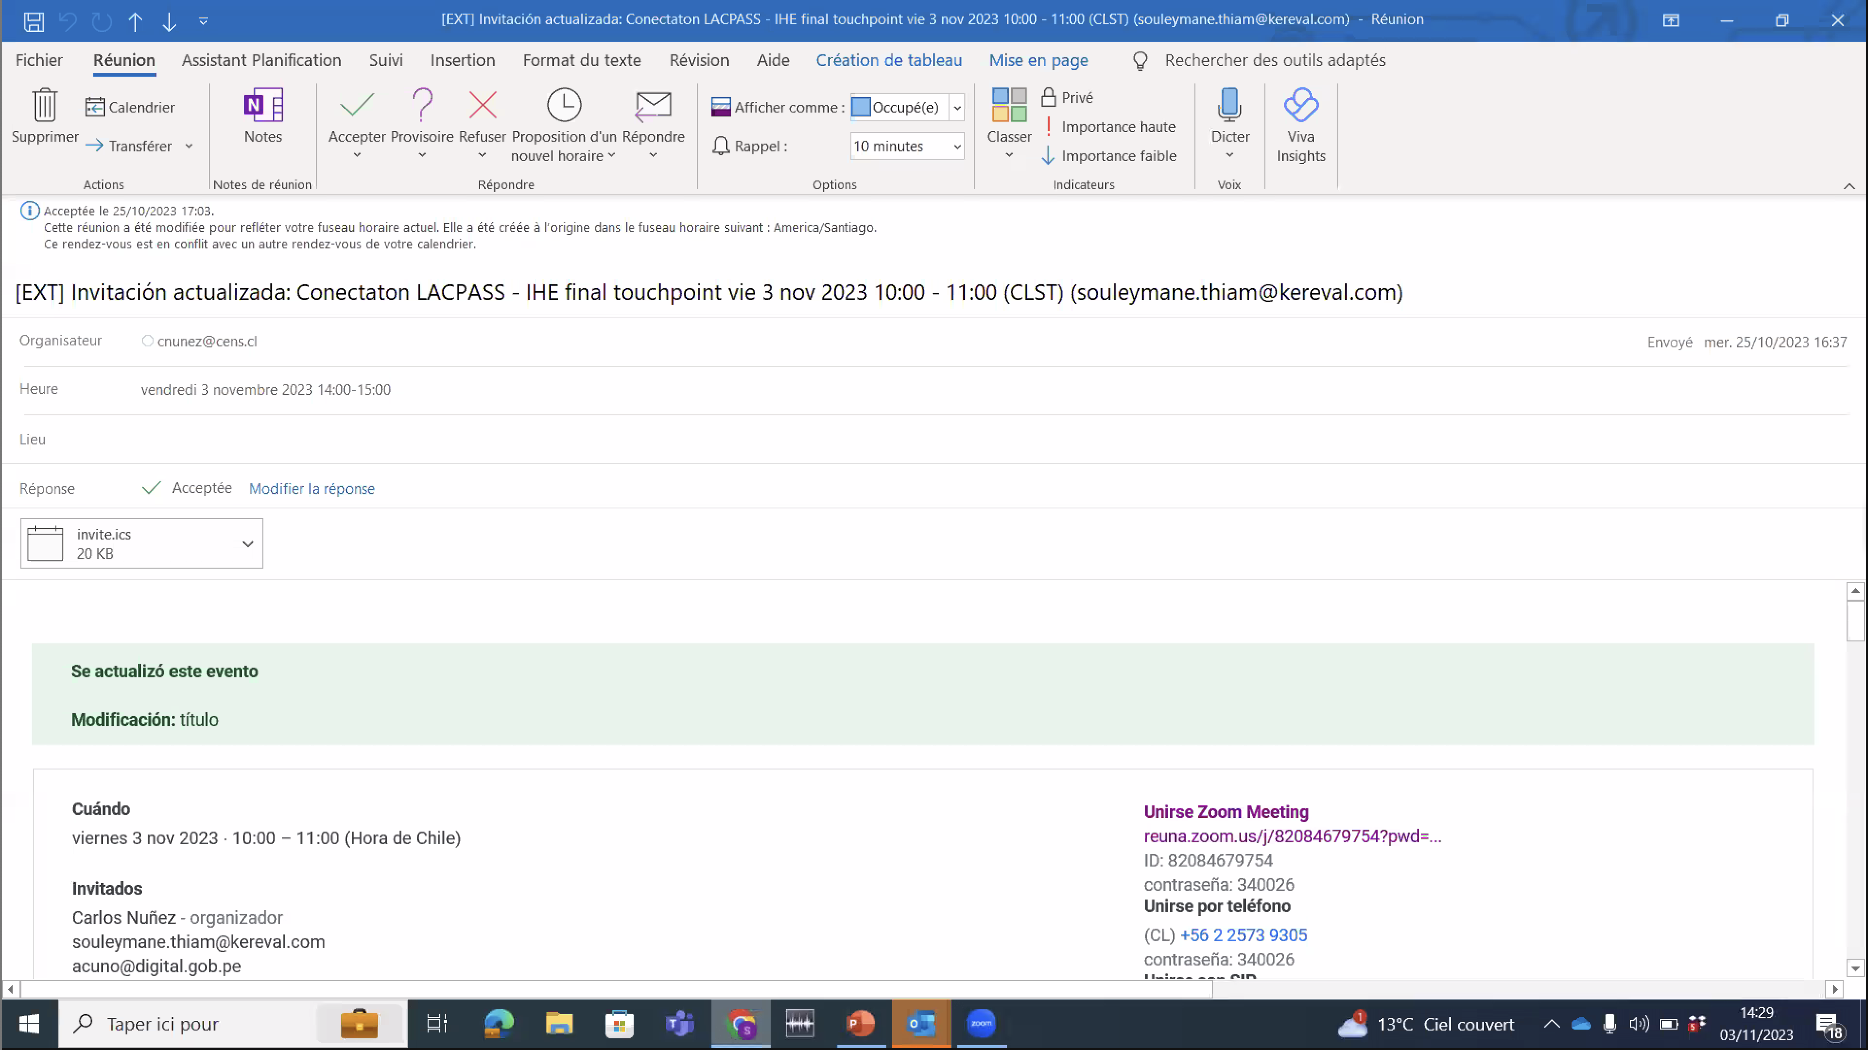 [EXT] Invitación actualizada: Conectaton LACPASS - IHE final touchpoint vie 3 nov 2023 10:00 - 11:00 (CLST) (souleymane.thiam@kereval.com) - Réunion
Fichier Réunion Assistant Planification Suivi Insertion Format du texte Révision Aide Création de tableau Mise en page Rechercher des outils adaptés
Supprimer
Calendrier
Transférer
Actions
N
Notes
Notes de réunion
Accepter
Provisoire
Refuser
Proposition d'un
nouvel horaire
Répondre
Répondre
Afficher comme : Occupé(e)
Rappel : 10 minutes
Options
Classer
Privé
Importance haute
Importance faible
Indicateurs
Dicter
Voix
Viva
Insights
Acceptée le 25/10/2023 17:03.
Cette réunion a été modifiée pour refléter votre fuseau horaire actuel. Elle a été créée à l'origine dans le fuseau horaire suivant : America/Santiago.
Ce rendez-vous est en conflit avec un autre rendez-vous de votre calendrier.
[EXT] Invitación actualizada: Conectaton LACPASS - IHE final touchpoint vie 3 nov 2023 10:00 - 11:00 (CLST) (souleymane.thiam@kereval.com)
Organisateur cnunez@cens.cl Envoyé mer. 25/10/2023 16:37
Heure vendredi 3 novembre 2023 14:00-15:00
Lieu
Réponse Acceptée Modifier la réponse
invite.ics
20 KB
Se actualizó este evento
Modificación: título
Cuándo
viernes 3 nov 2023 · 10:00 – 11:00 (Hora de Chile)
Invitados
Carlos Nuñez - organizador
souleymane.thiam@kereval.com
acuno@digital.gob.pe
Unirse Zoom Meeting
reuna.zoom.us/j/82084679754?pwd=...
ID: 82084679754
contraseña: 340026
Unirse por teléfono
(CL) +56 2 2573 9305
contraseña: 340026
Unirse con SIP
Taper ici pour
zoom
1
13°C Ciel couvert
14:29
03/11/2023
18